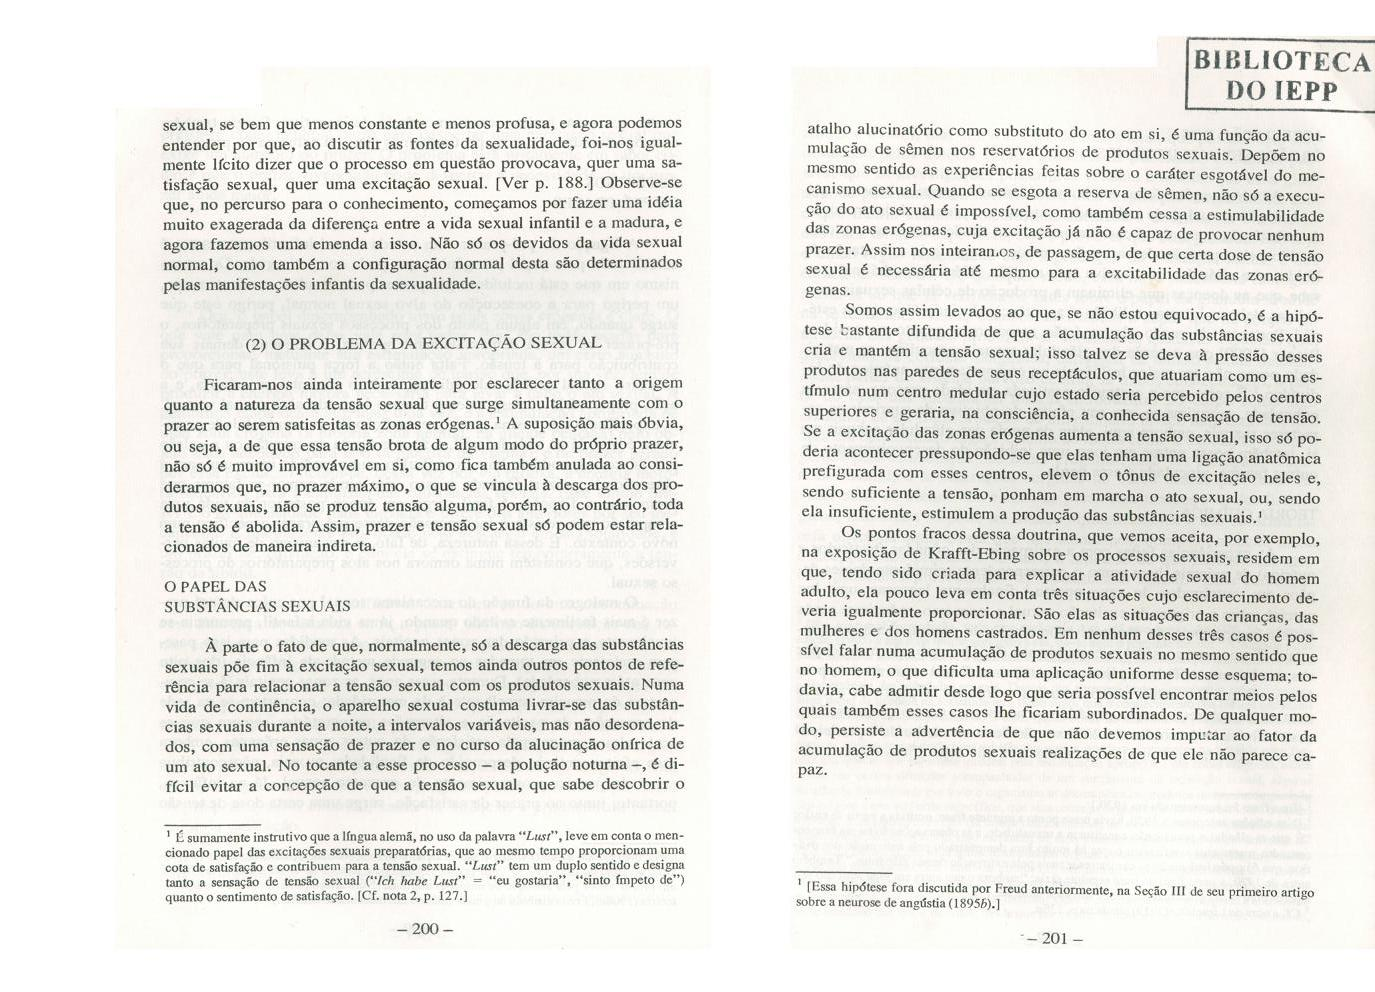 sexual, se bem que menos constante e menos profusa, e agora podemos
entender por que, ao discutir as fontes da sexualidade, foi-nos igual-
mente lícito dizer que o processo em questão provocava, quer uma sa-
tisfação sexual, quer uma excitação sexual. [Ver p. 188.] Observe-se
que, no percurso para o conhecimento, começamos por fazer uma idéia
muito exagerada da diferença entre a vida sexual infantil e a madura, e
agora fazemos uma emenda a isso. Não só os devidos da vida sexual
normal, como também a configuração normal desta são determinados
pelas manifestações infantis da sexualidade.
(2) O PROBLEMA DA EXCITAÇÃO SEXUAL
Ficaram-nos ainda inteiramente por esclarecer tanto a origem
quanto a natureza da tensão sexual que surge simultaneamente com o
prazer ao serem satisfeitas as zonas erógenas.¹ A suposição mais óbvia,
ou seja, a de que essa tensão brota de algum modo do próprio prazer,
não só é muito improvável em si, como fica também anulada ao consi-
derarmos que, no prazer máximo, o que se vincula à descarga dos pro-
dutos sexuais, não se produz tensão alguma, porém, ao contrário, toda
a tensão é abolida. Assim, prazer e tensão sexual só podem estar rela-
cionados de maneira indireta.
O PAPEL DAS
SUBSTÂNCIAS SEXUAIS
À parte o fato de que, normalmente, só a descarga das substâncias
sexuais põe fim à excitação sexual, temos ainda outros pontos de refe-
rência para relacionar a tensão sexual com os produtos sexuais. Numa
vida de continência, o aparelho sexual costuma livrar-se das substân-
cias sexuais durante a noite, a intervalos variáveis, mas não desordena-
dos, com uma sensação de prazer e no curso da alucinação onírica de
um ato sexual. No tocante a esse processo – a polução noturna –, é di-
fícil evitar a concepção de que a tensão sexual, que sabe descobrir o
¹ É sumamente instrutivo que a língua alemã, no uso da palavra “Lust”, leve em conta o men-
cionado papel das excitações sexuais preparatórias, que ao mesmo tempo proporcionam uma
cota de satisfação e contribuem para a tensão sexual. “Lust” tem um duplo sentido e designa
tanto a sensação de tensão sexual (“Ich habe Lust” = “eu gostaria”, “sinto ímpeto de”)
quanto o sentimento de satisfação. [Cf. nota 2, p. 127.]
– 200 –
BIBLIOTECA
DO IEPP
atalho alucinatório como substituto do ato em si, é uma função da acu-
mulação de sêmen nos reservatórios de produtos sexuais. Depõem no
mesmo sentido as experiências feitas sobre o caráter esgotável do me-
canismo sexual. Quando se esgota a reserva de sêmen, não só a execu-
ção do ato sexual é impossível, como também cessa a estimulabilidade
das zonas erógenas, cuja excitação já não é capaz de provocar nenhum
prazer. Assim nos inteiramos, de passagem, de que certa dose de tensão
sexual é necessária até mesmo para a excitabilidade das zonas eró-
genas.
Somos assim levados ao que, se não estou equivocado, é a hipó-
tese bastante difundida de que a acumulação das substâncias sexuais
cria e mantém a tensão sexual; isso talvez se deva à pressão desses
produtos nas paredes de seus receptáculos, que atuariam como um es-
tímulo num centro medular cujo estado seria percebido pelos centros
superiores e geraria, na consciência, a conhecida sensação de tensão.
Se a excitação das zonas erógenas aumenta a tensão sexual, isso só po-
deria acontecer pressupondo-se que elas tenham uma ligação anatômica
prefigurada com esses centros, elevem o tônus de excitação neles e,
sendo suficiente a tensão, ponham em marcha o ato sexual, ou, sendo
ela insuficiente, estimulem a produção das substâncias sexuais.¹
Os pontos fracos dessa doutrina, que vemos aceita, por exemplo,
na exposição de Krafft-Ebing sobre os processos sexuais, residem em
que, tendo sido criada para explicar a atividade sexual do homem
adulto, ela pouco leva em conta três situações cujo esclarecimento de-
veria igualmente proporcionar. São elas as situações das crianças, das
mulheres e dos homens castrados. Em nenhum desses três casos é pos-
sível falar numa acumulação de produtos sexuais no mesmo sentido que
no homem, o que dificulta uma aplicação uniforme desse esquema; to-
davia, cabe admitir desde logo que seria possível encontrar meios pelos
quais também esses casos lhe ficariam subordinados. De qualquer mo-
do, persiste a advertência de que não devemos imputar ao fator da
acumulação de produtos sexuais realizações de que ele não parece ca-
paz.
¹ [Essa hipótese fora discutida por Freud anteriormente, na Seção III de seu primeiro artigo
sobre a neurose de angústia (1895b).]
– 201 –